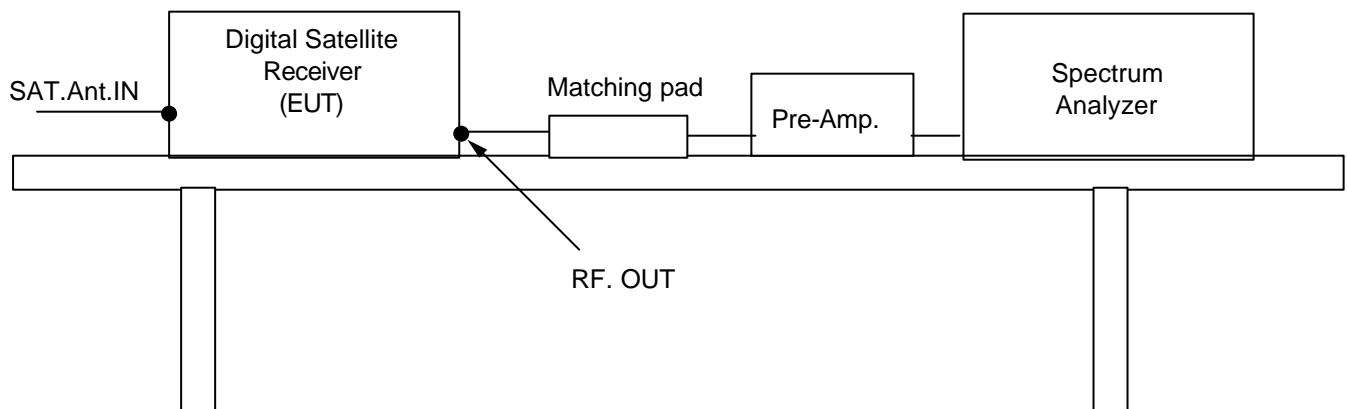 SAT.Ant.IN
Digital Satellite
Receiver
(EUT)
Matching pad
Pre-Amp.
Spectrum
Analyzer
RF. OUT